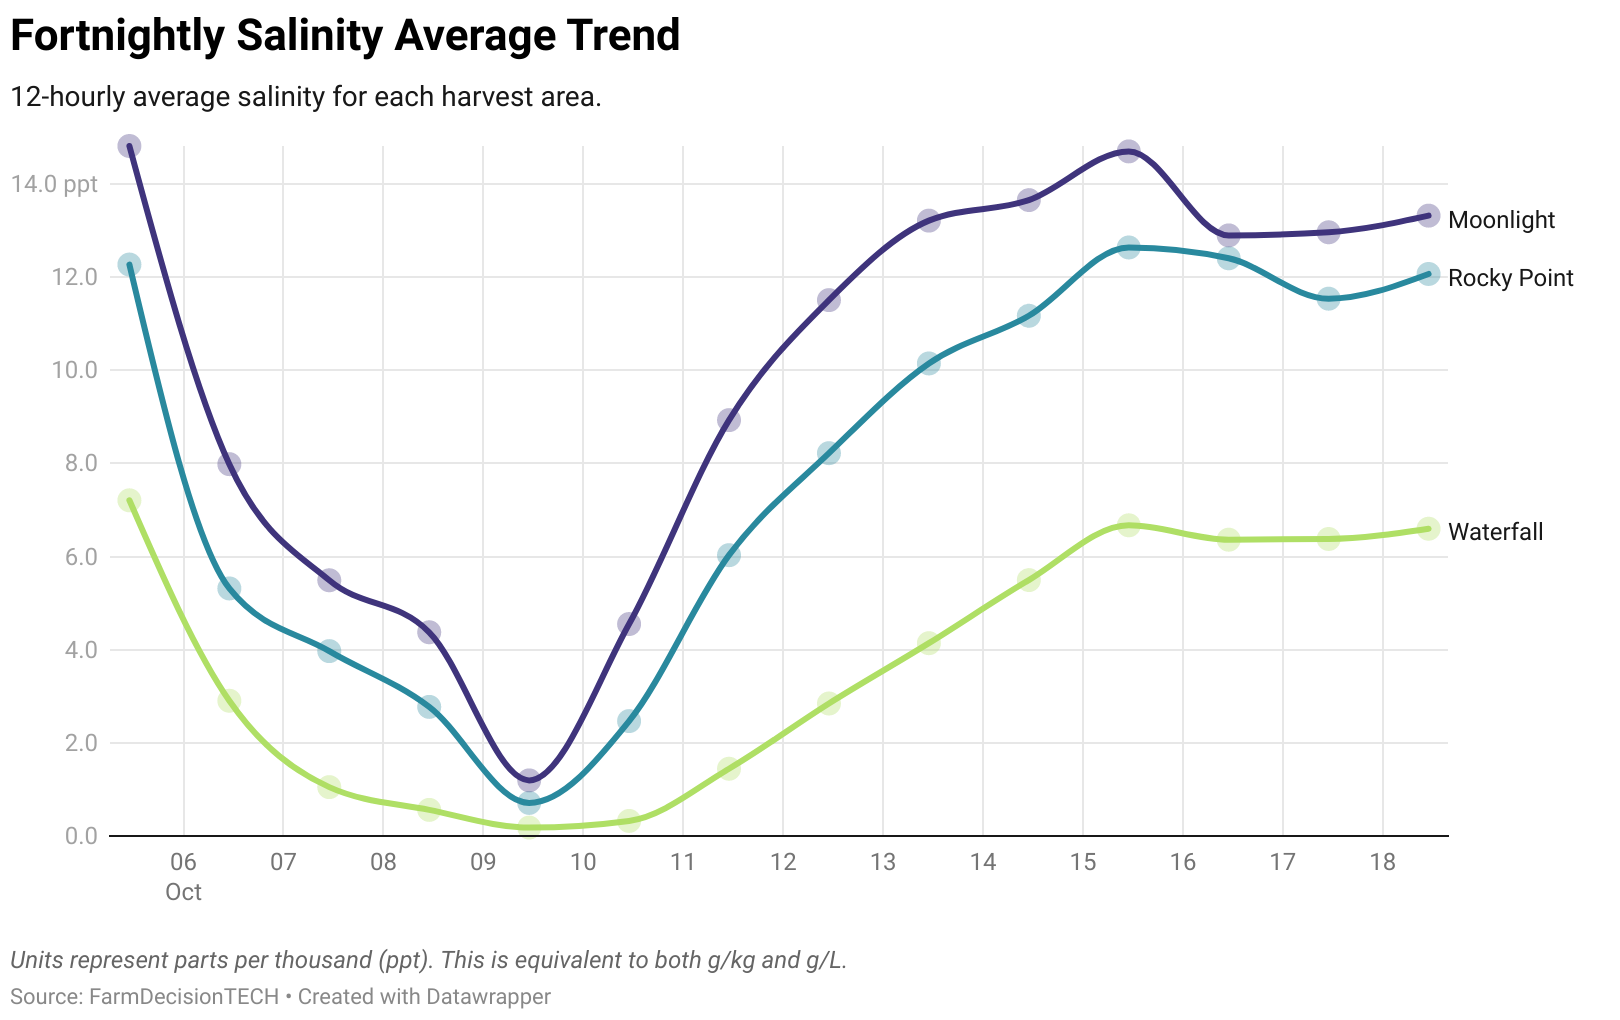 Fortnightly Salinity Average Trend
12-hourly average salinity for each harvest area.
14.0 ppt
12.0
10.0
8.0
6.0
4.0
2.0
0.0
Moonlight
Rocky Point
Waterfall
06 07 08 09 10 11 12 13 14 15 16 17 18
Oct
Units represent parts per thousand (ppt). This is equivalent to both g/kg and g/L.
Source: FarmDecisionTECH • Created with Datawrapper